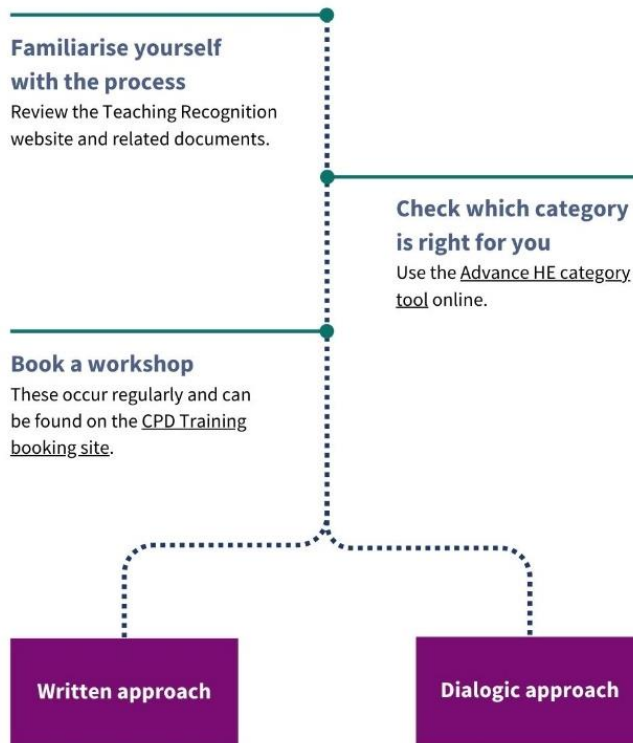 Familiarise yourself
with the process
Review the Teaching Recognition
website and related documents.
Check which category
is right for you
Use the Advance HE category
tool online.
Book a workshop
These occur regularly and can
be found on the CPD Training
booking site.
Written approach
Dialogic approach